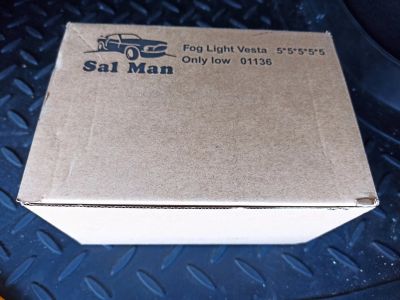 Fog Light Vesta 5*5*5*5*5
Only low 01136
Sal Man